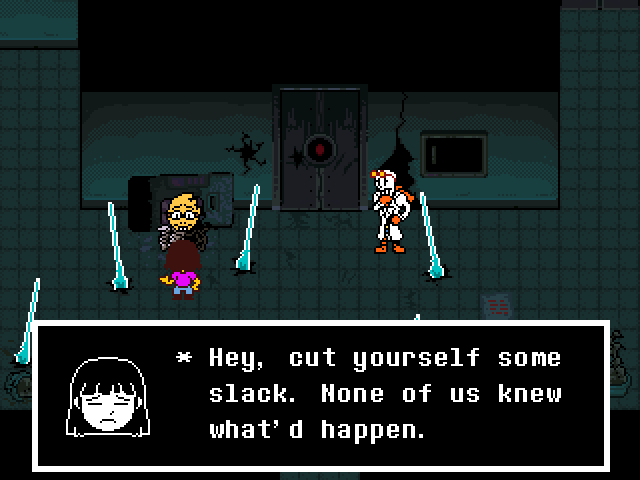 * Hey, cut yourself some
slack. None of us knew
what'd happen.